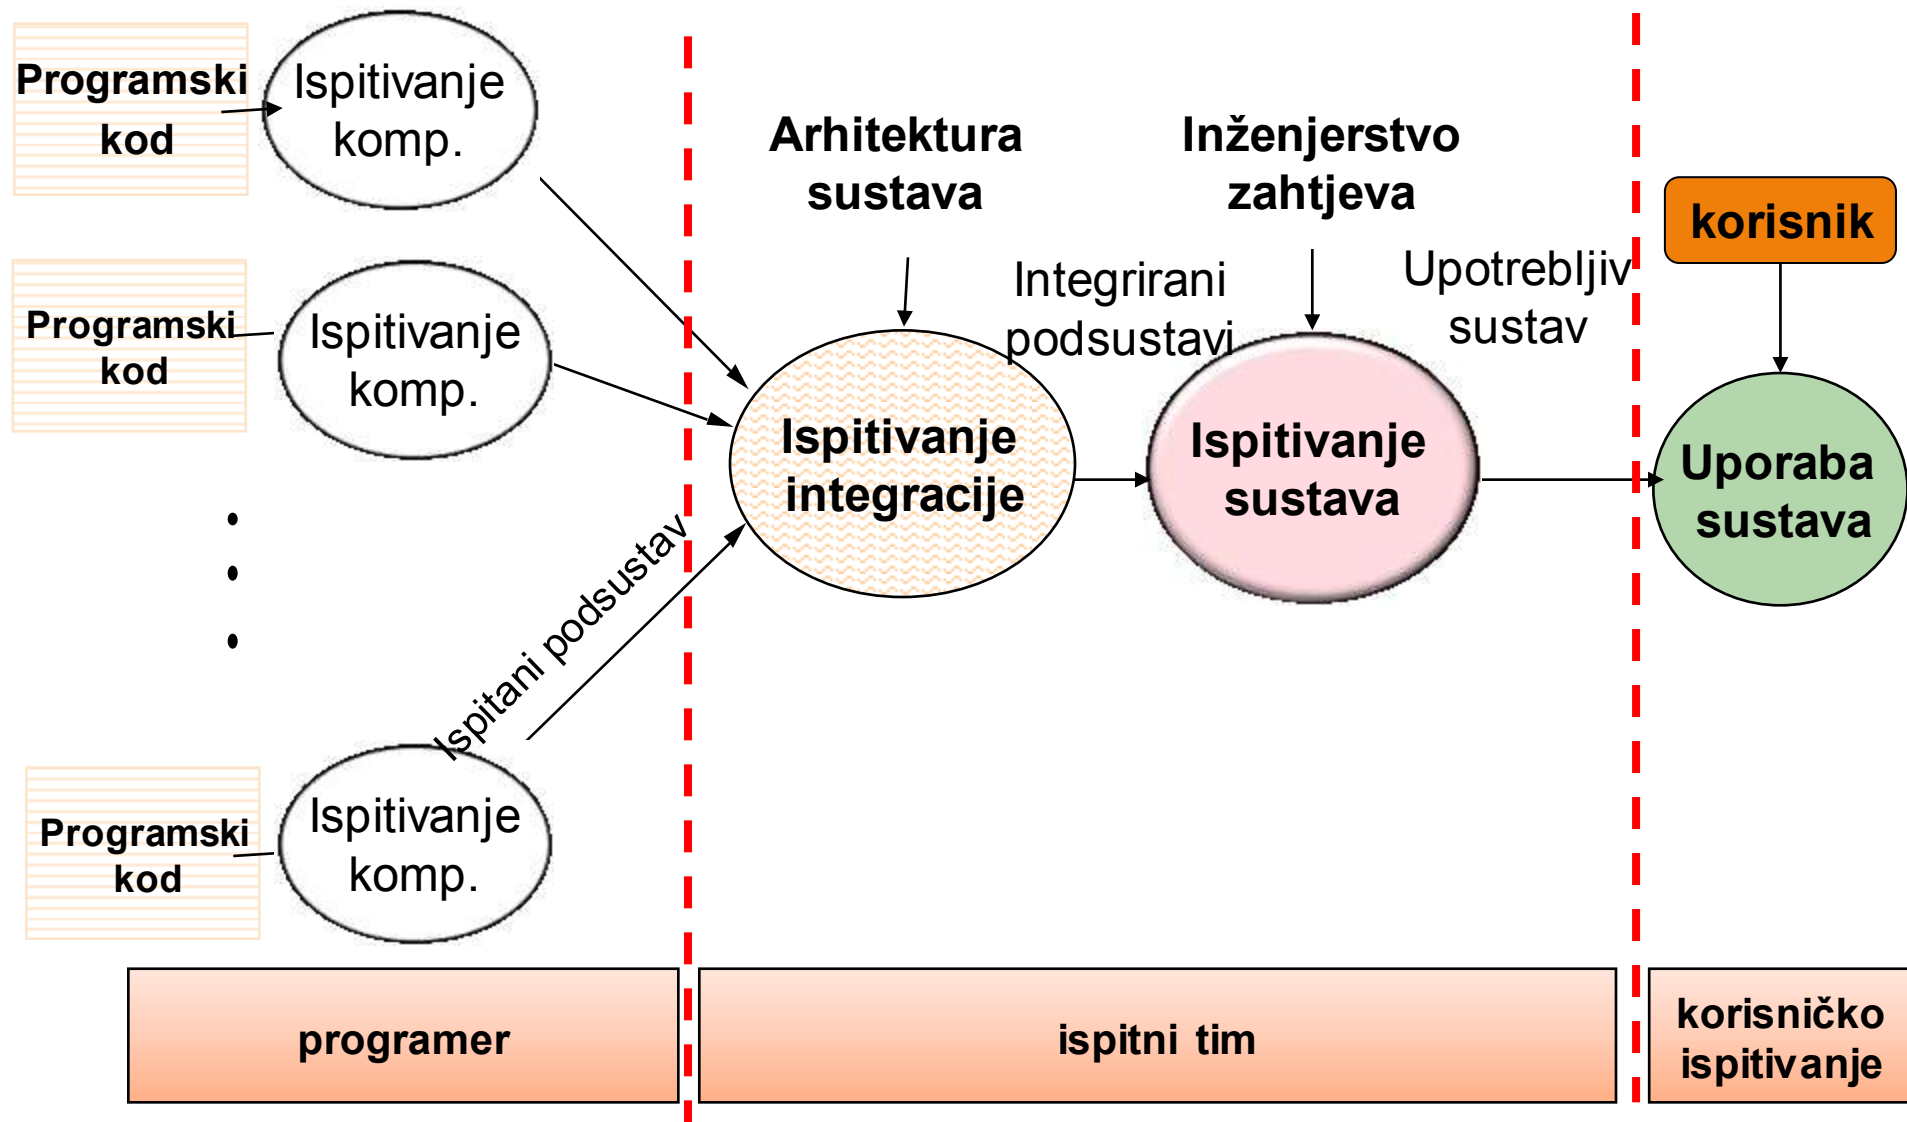 Programski
kod
Ispitivanje
komp.
Programski
kod
Ispitivanje
komp.
Programski
kod
Ispitivanje
komp.
Ispitani podsustav
Arhitektura
sustava
Ispitivanje
integracije
Integrirani
podsustavi
Inženjerstvo
zahtjeva
Ispitivanje
sustava
Upotrebljiv
sustav
korisnik
Uporaba
sustava
programer
ispitni tim
korisničko
ispitivanje